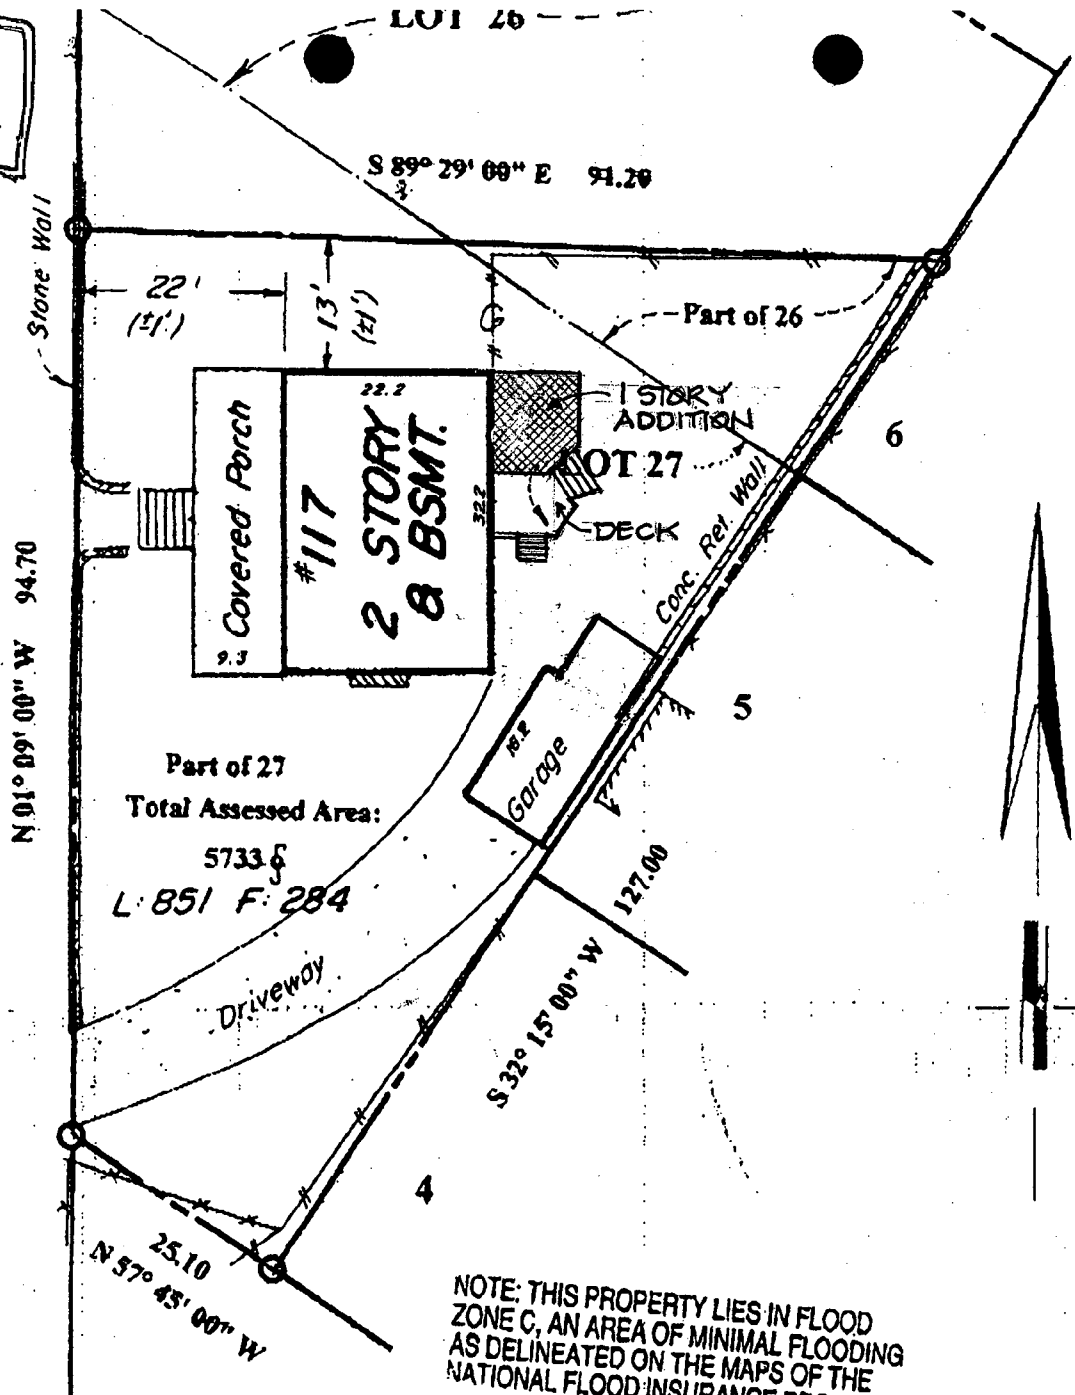 LOT 26
S 89° 29' 00" E 91.20
Stone Wall
22'
(±1')
13'
(±1')
G
Part of 26
1 STORY
ADDITION
LOT 27
DECK
6
22.2
32.2
Covered Porch
9.3
#117
2 STORY
& BSMT.
Conc. Ret. Wall
N 01° 09' 00" W 94.70
5
Garage
Part of 27
Total Assessed Area:
5733
L: 851 F: 284
127.00
S 32° 15' 00" W
Driveway
4
25.10
N 57° 45' 00" W
NOTE: THIS PROPERTY LIES IN FLOOD
ZONE C, AN AREA OF MINIMAL FLOODING
AS DELINEATED ON THE MAPS OF THE
NATIONAL FLOOD INSURANCE